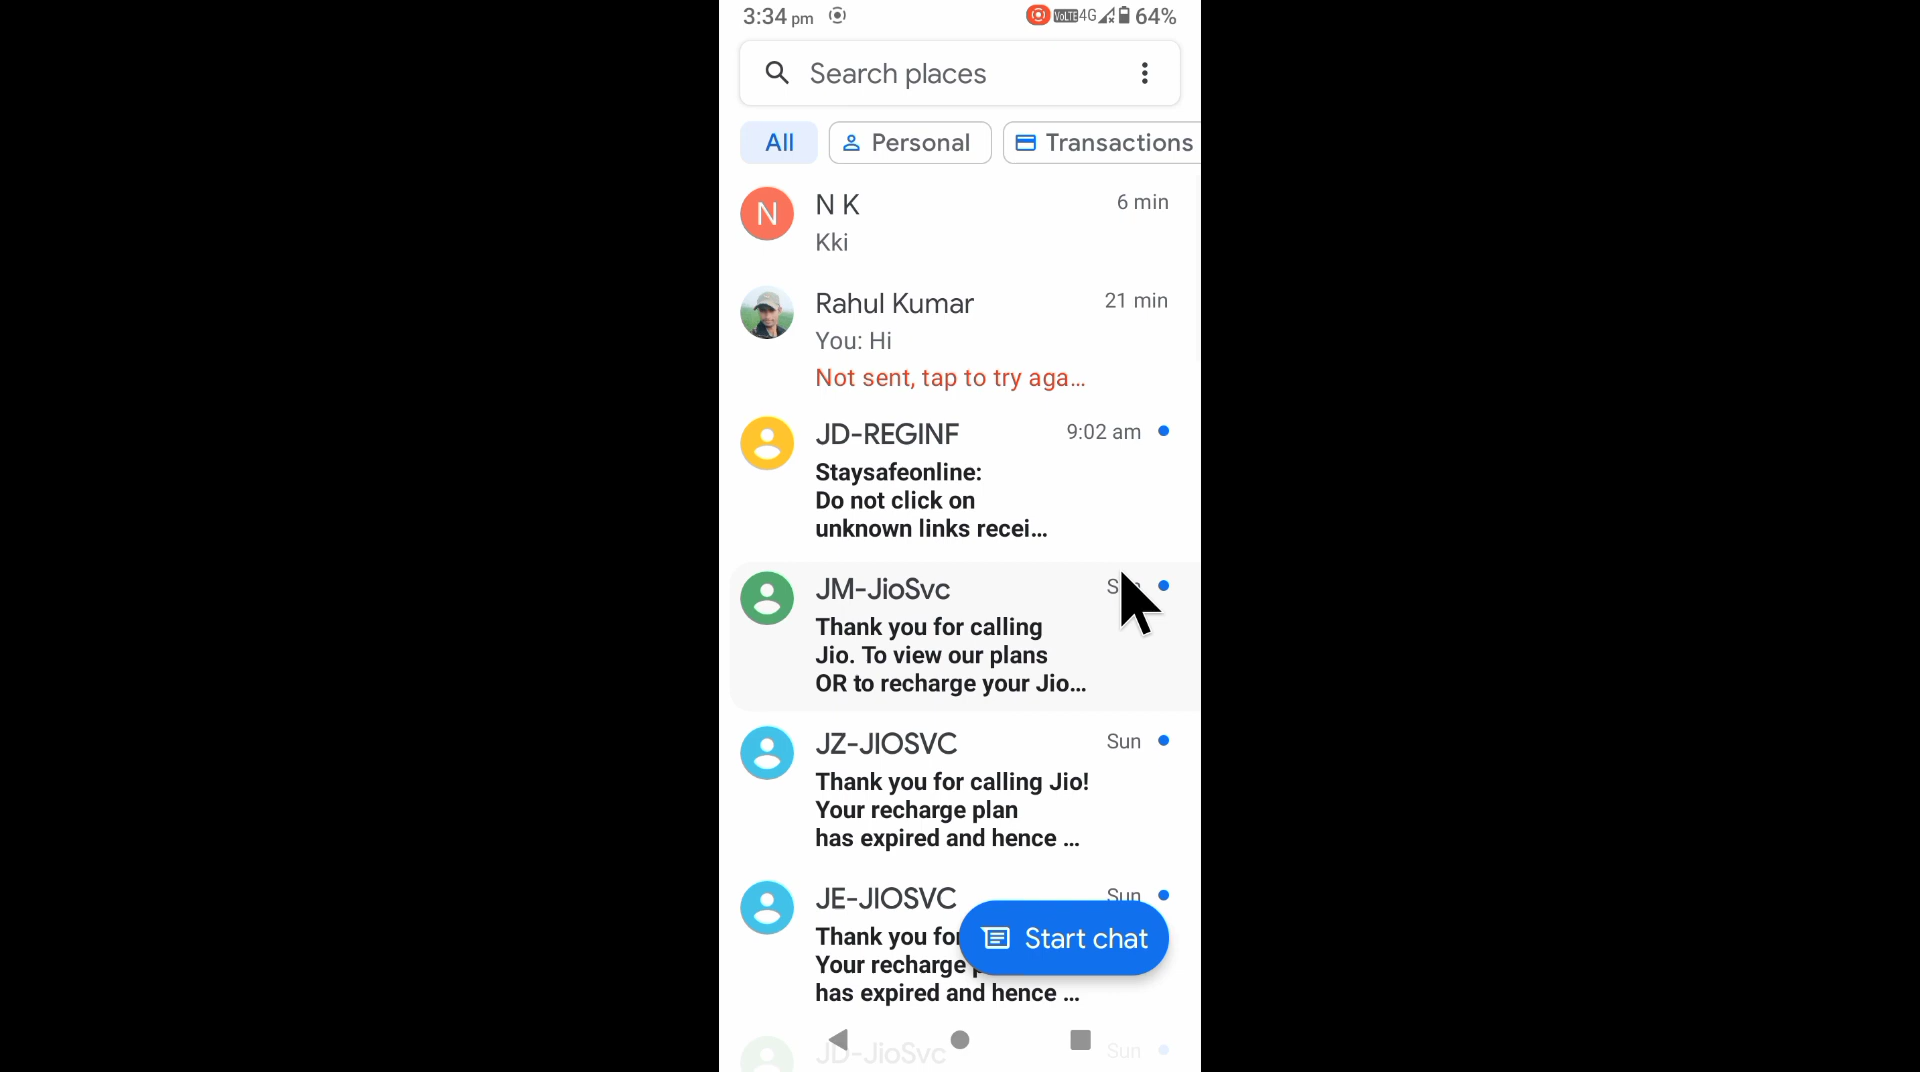 3:34 pm VoLTE 4G 64%
Search places
All Personal Transactions
N
N K 6 min
Kki
Rahul Kumar 21 min
You: Hi
Not sent, tap to try aga...
JD-REGINF 9:02 am
Staysafeonline:
Do not click on
unknown links recei...
JM-JioSvc
Thank you for calling
Jio. To view our plans
OR to recharge your Jio...
JZ-JIOSVC Sun
Thank you for calling Jio!
Your recharge plan
has expired and hence ...
JE-JIOSVC Sun
Thank you for
Your recharge
has expired and hence ...
Start chat
JD-JioSvc Sun